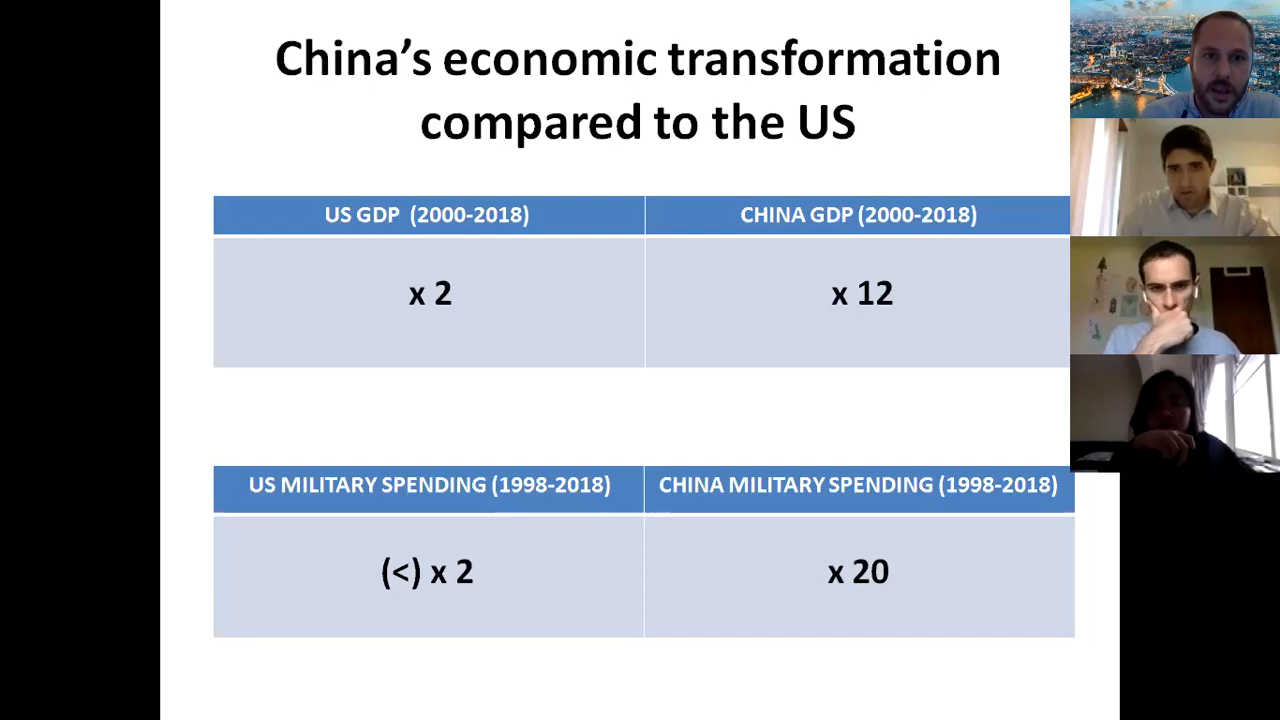 China’s economic transformation
compared to the US
US GDP (2000-2018)
CHINA GDP (2000-2018)
x 2
x 12
US MILITARY SPENDING (1998-2018)
CHINA MILITARY SPENDING (1998-2018)
(<) x 2
x 20